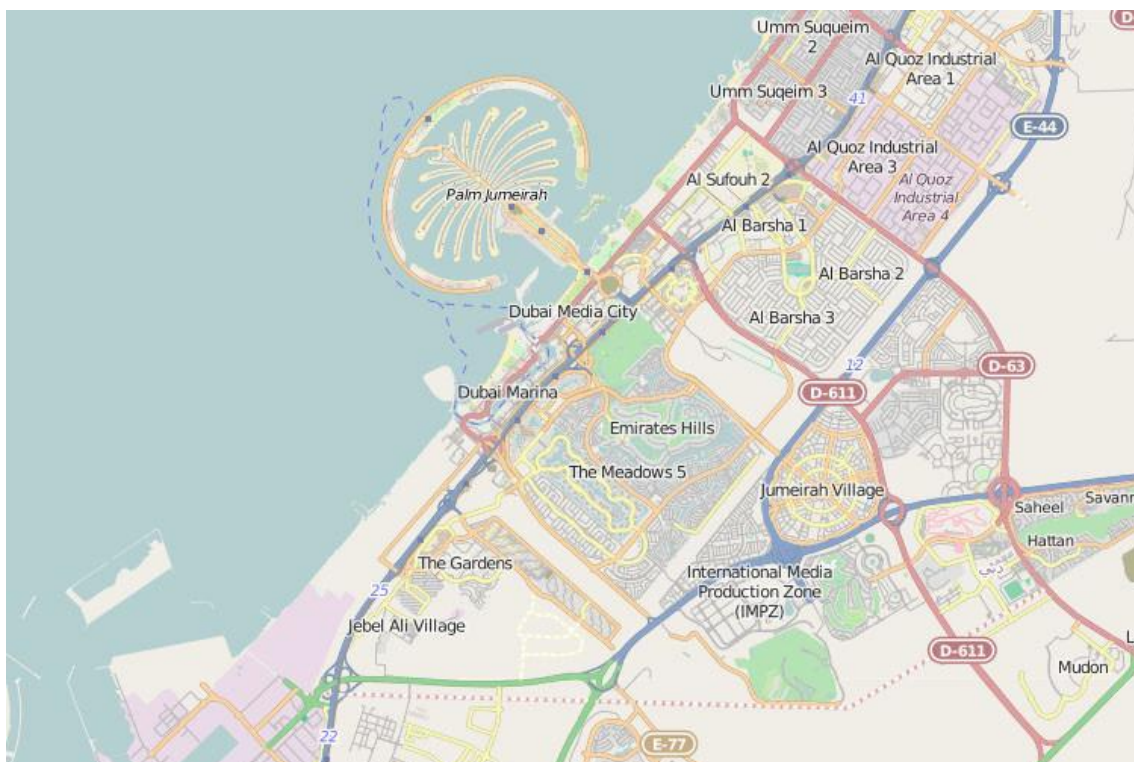 Umm Suqueim
2
Al Quoz Industrial
Area 1
Umm Suqeim 3
41
E-44
Al Quoz Industrial
Area 3
Al Sufouh 2
Al Quoz
Industrial
Area 4
Palm Jumeirah
Al Barsha 1
Al Barsha 2
Dubai Media City
Al Barsha 3
12
D-63
D-611
Dubai Marina
Emirates Hills
The Meadows 5
Jumeirah Village
Saheel
Savann
Hattan
The Gardens
International Media
Production Zone
(IMPZ)
دبي
25
Jebel Ali Village
D-611
L
Mudon
22
E-77
D